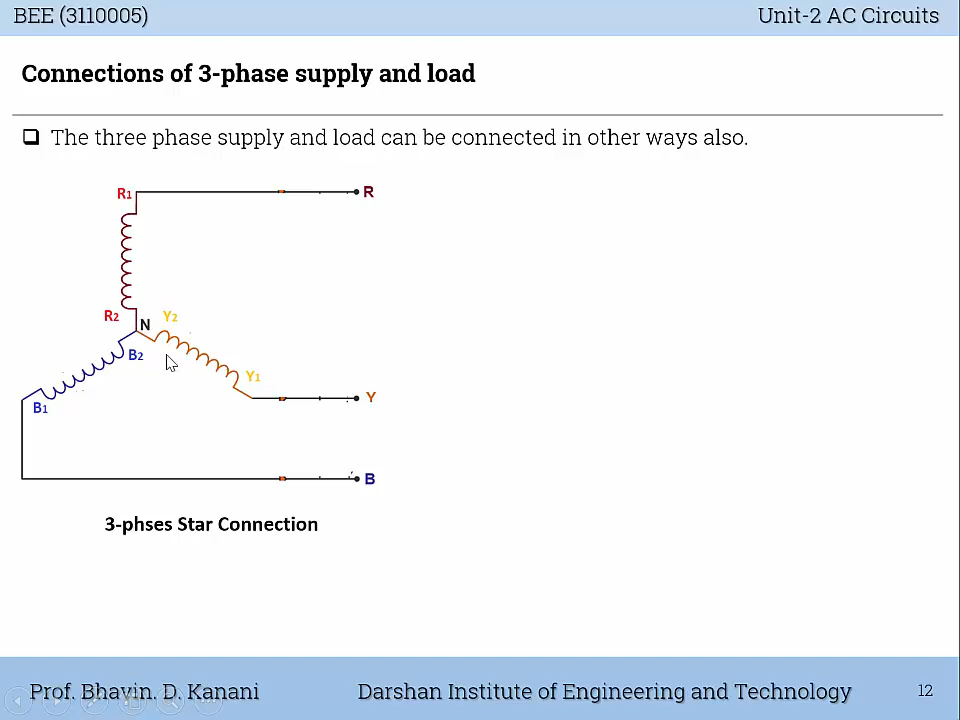 BEE (3110005)
Unit-2 AC Circuits
Connections of 3-phase supply and load
The three phase supply and load can be connected in other ways also.
R1
R
R2
N
Y2
B2
Y1
B1
Y
B
3-phses Star Connection
Prof. Bhavin. D. Kanani
Darshan Institute of Engineering and Technology
12